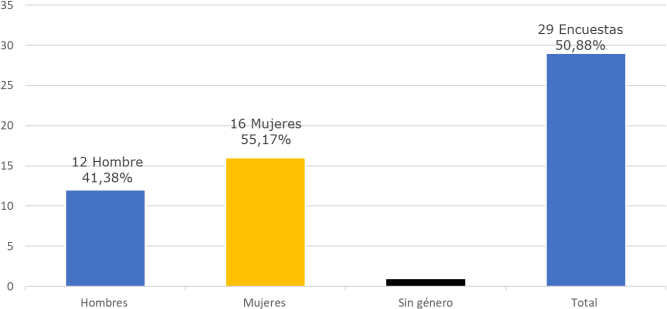 35
30
25
20
15
10
5
0
29 Encuestas
50,88%
16 Mujeres
55,17%
12 Hombre
41,38%
Hombres
Mujeres
Sin género
Total